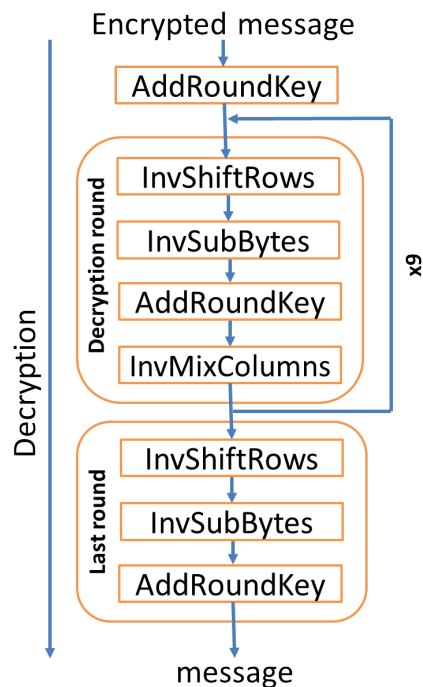 Encrypted message
AddRoundKey
Decryption round
InvShiftRows
InvSubBytes
AddRoundKey
InvMixColumns
x9
Decryption
Last round
InvShiftRows
InvSubBytes
AddRoundKey
message